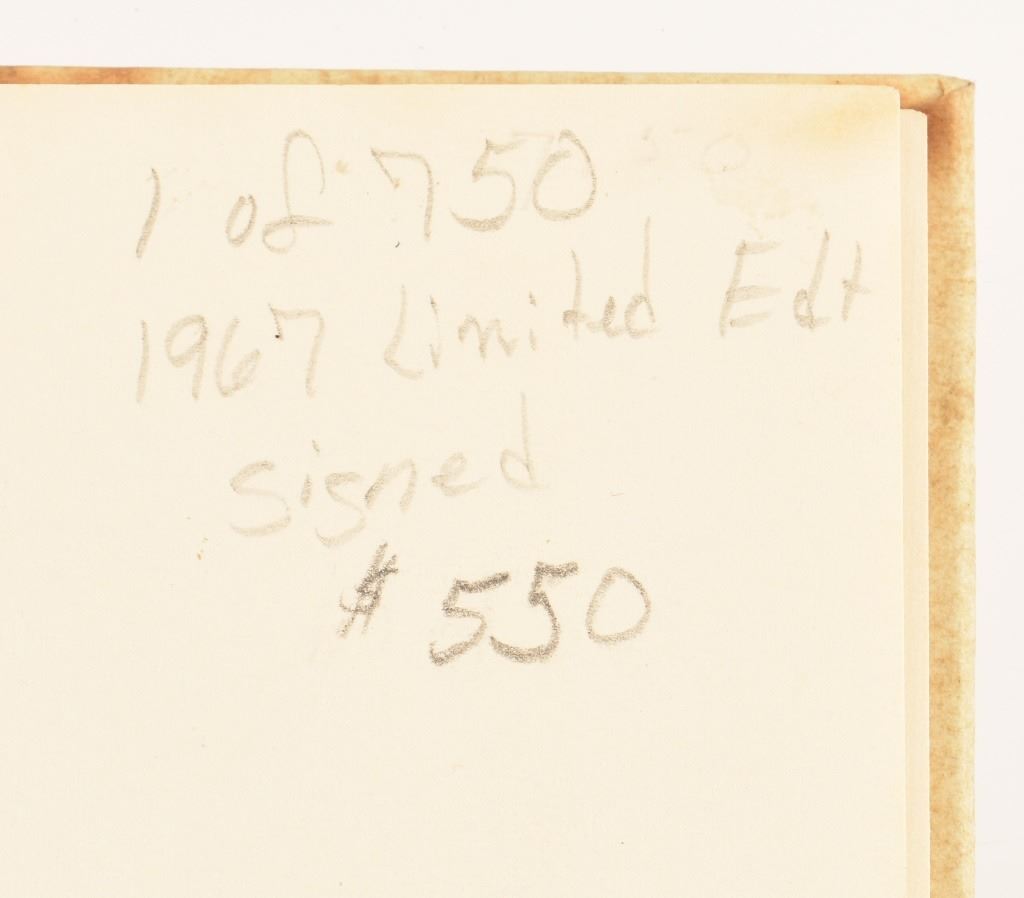 1 of 750
1967 Limited Edt
signed
$ 550